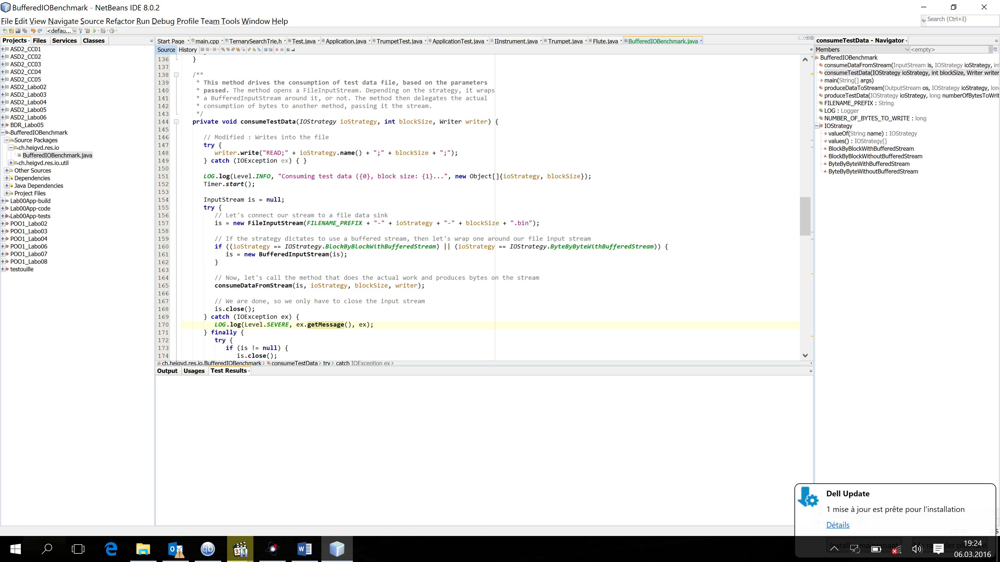 BufferedIOBenchmark - NetBeans IDE 8.0.2
File Edit View Navigate Source Refactor Run Debug Profile Team Tools Window Help
Search (Ctrl+I)
<defau...
Projects Files Services Classes
ASD2_CC01
ASD2_CC02
ASD2_CC03
ASD2_CC04
ASD2_CC05
ASD2_Labo02
ASD2_Labo03
ASD2_Labo04
ASD2_Labo05
ASD2_Labo06
BDR_Labo05
BufferedIOBenchmark
Source Packages
ch.heigvd.res.io
BufferedIOBenchmark.java
ch.heigvd.res.io.util
Other Sources
Dependencies
Java Dependencies
Project Files
Lab00App-build
Lab00App-code
Lab00App-tests
POO1_Labo02
POO1_Labo03
POO1_Labo04
POO1_Labo06
POO1_Labo07
POO1_Labo08
testouille
Start Page main.cpp TernarySearchTrie.h Test.java Application.java TrumpetTest.java ApplicationTest.java IInstrument.java Trumpet.java Flute.java BufferedIOBenchmark.java
Source History
136 }
137
138 /**
139 * This method drives the consumption of test data file, based on the parameters
140 * passed. The method opens a FileInputStream. Depending on the strategy, it wraps
141 * a BufferedInputStream around it, or not. The method then delegates the actual
142 * consumption of bytes to another method, passing it the stream.
143 */
144 private void consumeTestData(IOStrategy ioStrategy, int blockSize, Writer writer) {
145
146 // Modified : Writes into the file
147 try {
148 writer.write("READ;" + ioStrategy.name() + ";" + blockSize + ";");
149 } catch (IOException ex) { }
150
151 LOG.log(Level.INFO, "Consuming test data ({0}, block size: {1}...", new Object[]{ioStrategy, blockSize});
152 Timer.start();
153
154 InputStream is = null;
155 try {
156 // Let's connect our stream to a file data sink
157 is = new FileInputStream(FILENAME_PREFIX + "-" + ioStrategy + "-" + blockSize + ".bin");
158
159 // If the strategy dictates to use a buffered stream, then let's wrap one around our file input stream
160 if ((ioStrategy == IOStrategy.BlockByBlockWithBufferedStream) || (ioStrategy == IOStrategy.ByteByByteWithBufferedStream)) {
161 is = new BufferedInputStream(is);
162 }
163
164 // Now, let's call the method that does the actual work and produces bytes on the stream
165 consumeDataFromStream(is, ioStrategy, blockSize, writer);
166
167 // We are done, so we only have to close the input stream
168 is.close();
169 } catch (IOException ex) {
170 LOG.log(Level.SEVERE, ex.getMessage(), ex);
171 } finally {
172 try {
173 if (is != null) {
174 is.close();
ch.heigvd.res.io.BufferedIOBenchmark consumeTestData try catch IOException ex
Output Usages Test Results
consumeTestData - Navigator
Members <empty>
BufferedIOBenchmark
consumeDataFromStream(InputStream is, IOStrategy ioStrategy, in
consumeTestData(IOStrategy ioStrategy, int blockSize, Writer writer
main(String[] args)
produceDataToStream(OutputStream os, IOStrategy ioStrategy, lon
produceTestData(IOStrategy ioStrategy, long numberOfBytesToWrit
FILENAME_PREFIX : String
LOG : Logger
NUMBER_OF_BYTES_TO_WRITE : long
IOStrategy
valueOf(String name) : IOStrategy
values() : IOStrategy[]
BlockByBlockWithBufferedStream
BlockByBlockWithoutBufferedStream
ByteByByteWithBufferedStream
ByteByByteWithoutBufferedStream
Dell Update
1 mise à jour est prête pour l'installation
Détails
19:24
06.03.2016